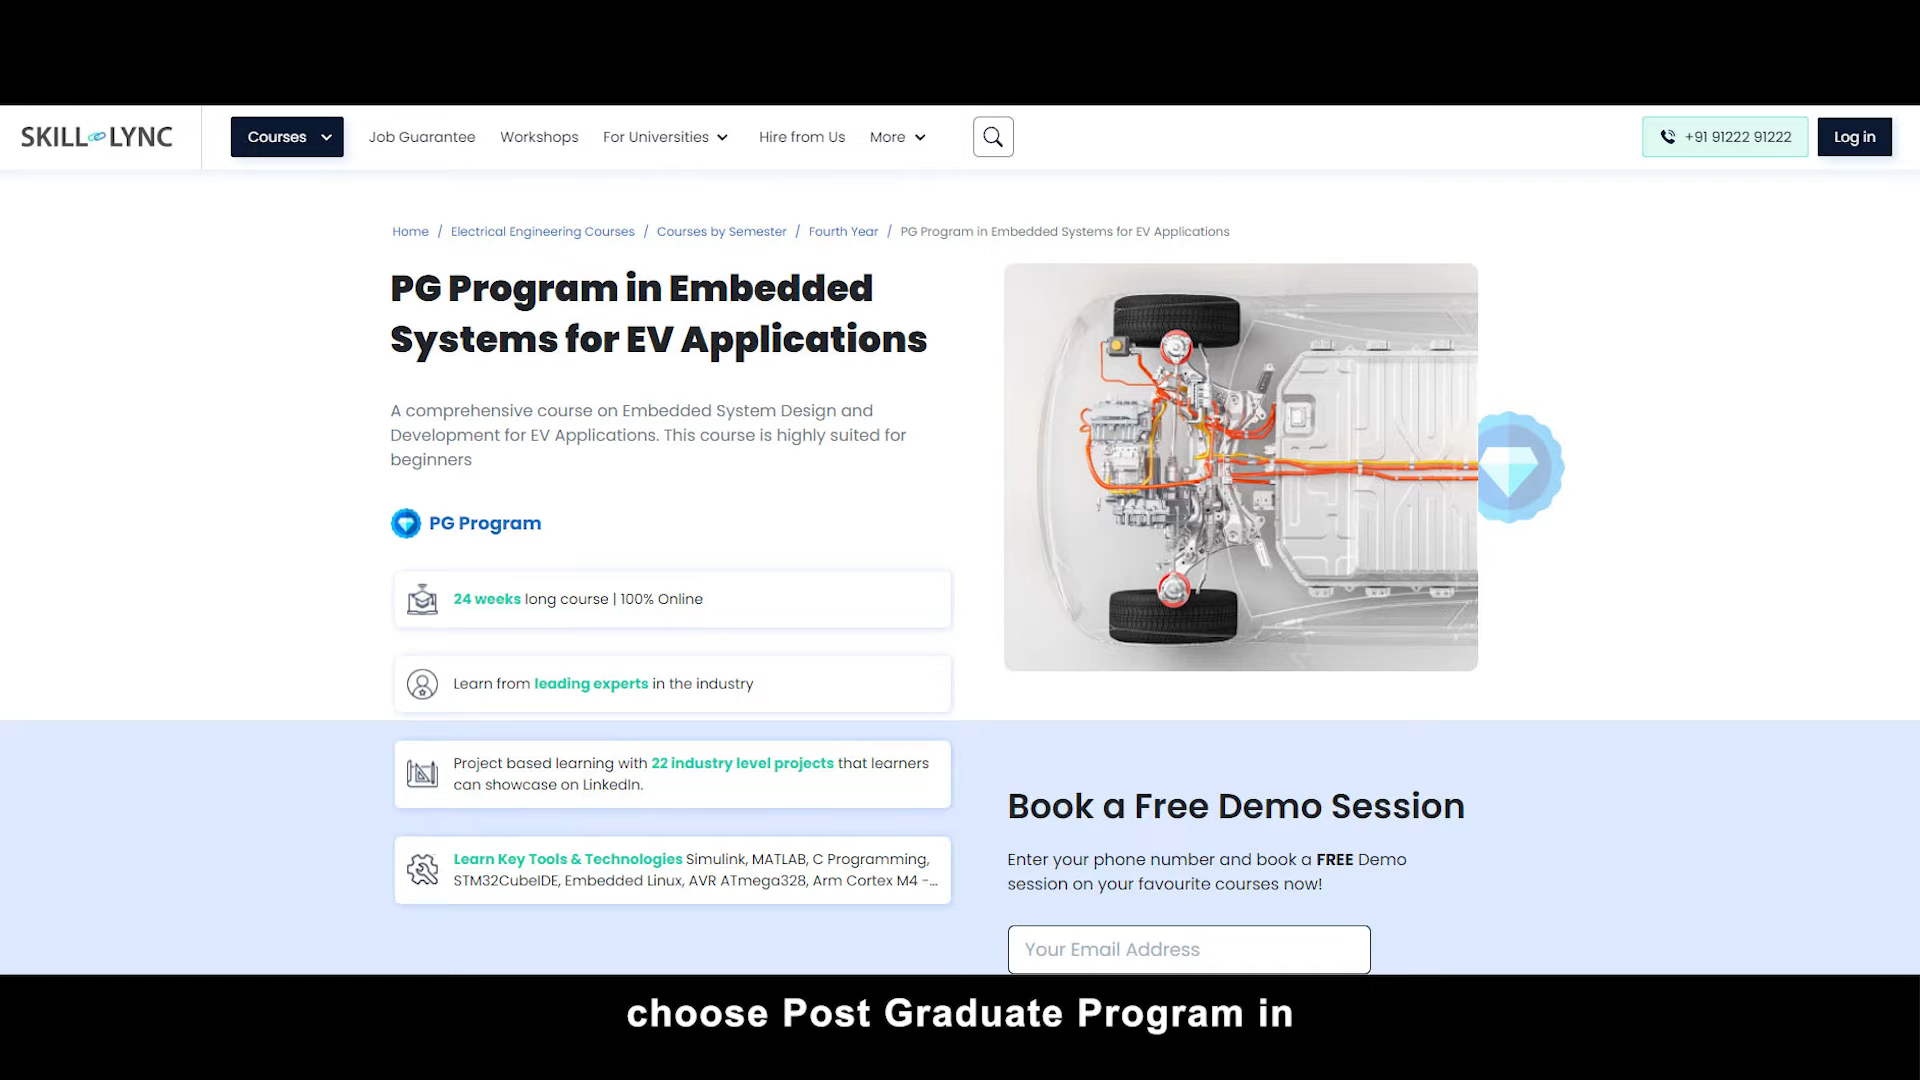 SKILL LYNC
Courses
Job Guarantee
Workshops
For Universities
Hire from Us
More
+91 91222 91222
Log in
Home / Electrical Engineering Courses / Courses by Semester / Fourth Year / PG Program in Embedded Systems for EV Applications
PG Program in Embedded
Systems for EV Applications
A comprehensive course on Embedded System Design and
Development for EV Applications. This course is highly suited for
beginners
PG Program
24 weeks long course | 100% Online
Learn from leading experts in the industry
Project based learning with 22 industry level projects that learners
can showcase on LinkedIn.
Learn Key Tools & Technologies Simulink, MATLAB, C Programming,
STM32CubeIDE, Embedded Linux, AVR ATmega328, Arm Cortex M4 -...
Book a Free Demo Session
Enter your phone number and book a FREE Demo
session on your favourite courses now!
Your Email Address
choose Post Graduate Program in